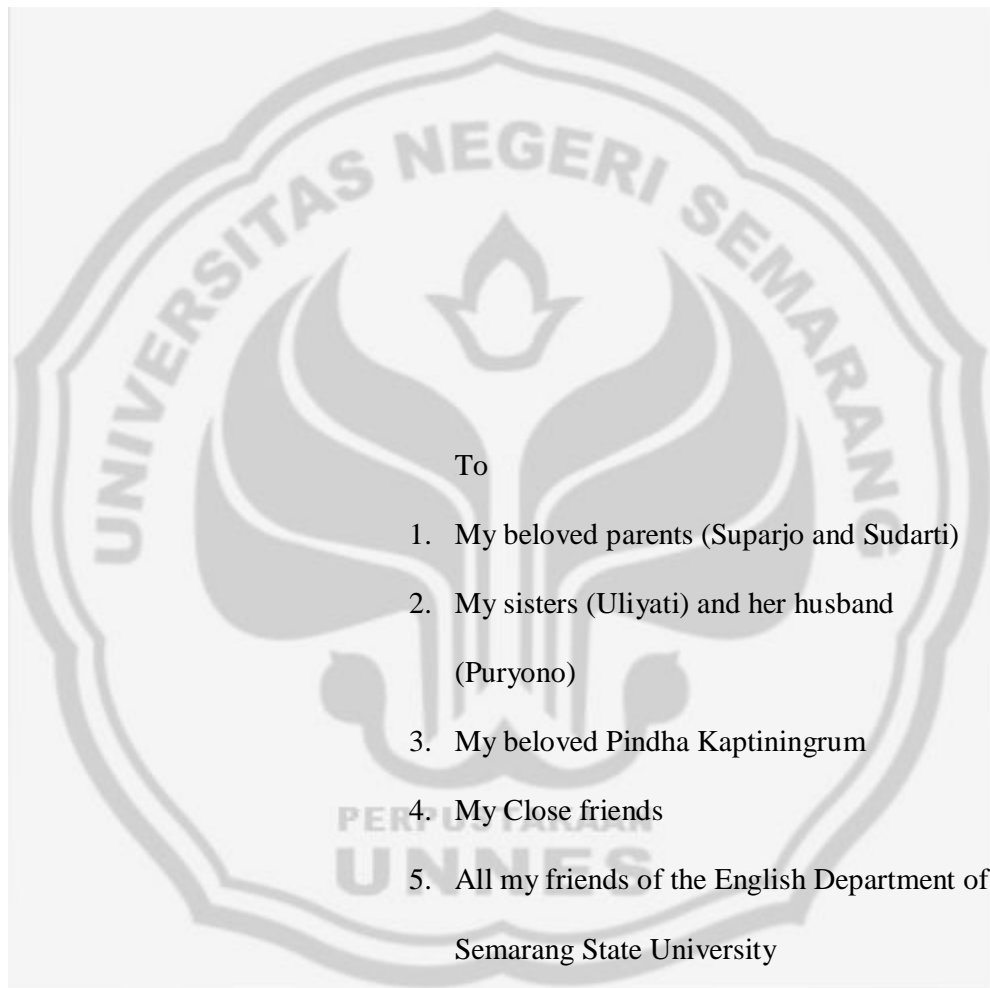 UNIVERSITAS NEGERI SEMARANG
To
1. My beloved parents (Suparjo and Sudarti)
2. My sisters (Uliyati) and her husband
(Puryono)
3. My beloved Pindha Kaptiningrum
4. My Close friends
PERPUSTAKAAN
UNNES
5. All my friends of the English Department of
Semarang State University